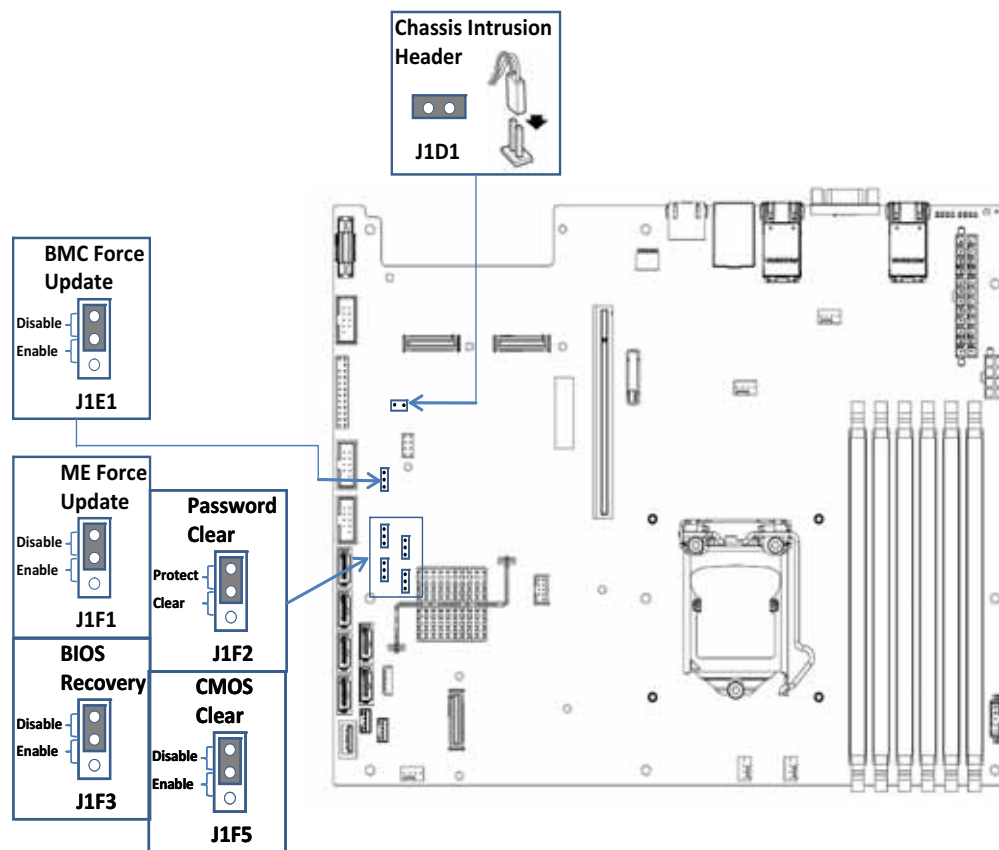 Chassis Intrusion
Header
J1D1
BMC Force
Update
Disable
Enable
J1E1
ME Force
Update
Disable
Enable
J1F1
Password
Clear
Protect
Clear
J1F2
BIOS
Recovery
Disable
Enable
J1F3
CMOS
Clear
Disable
Enable
J1F5